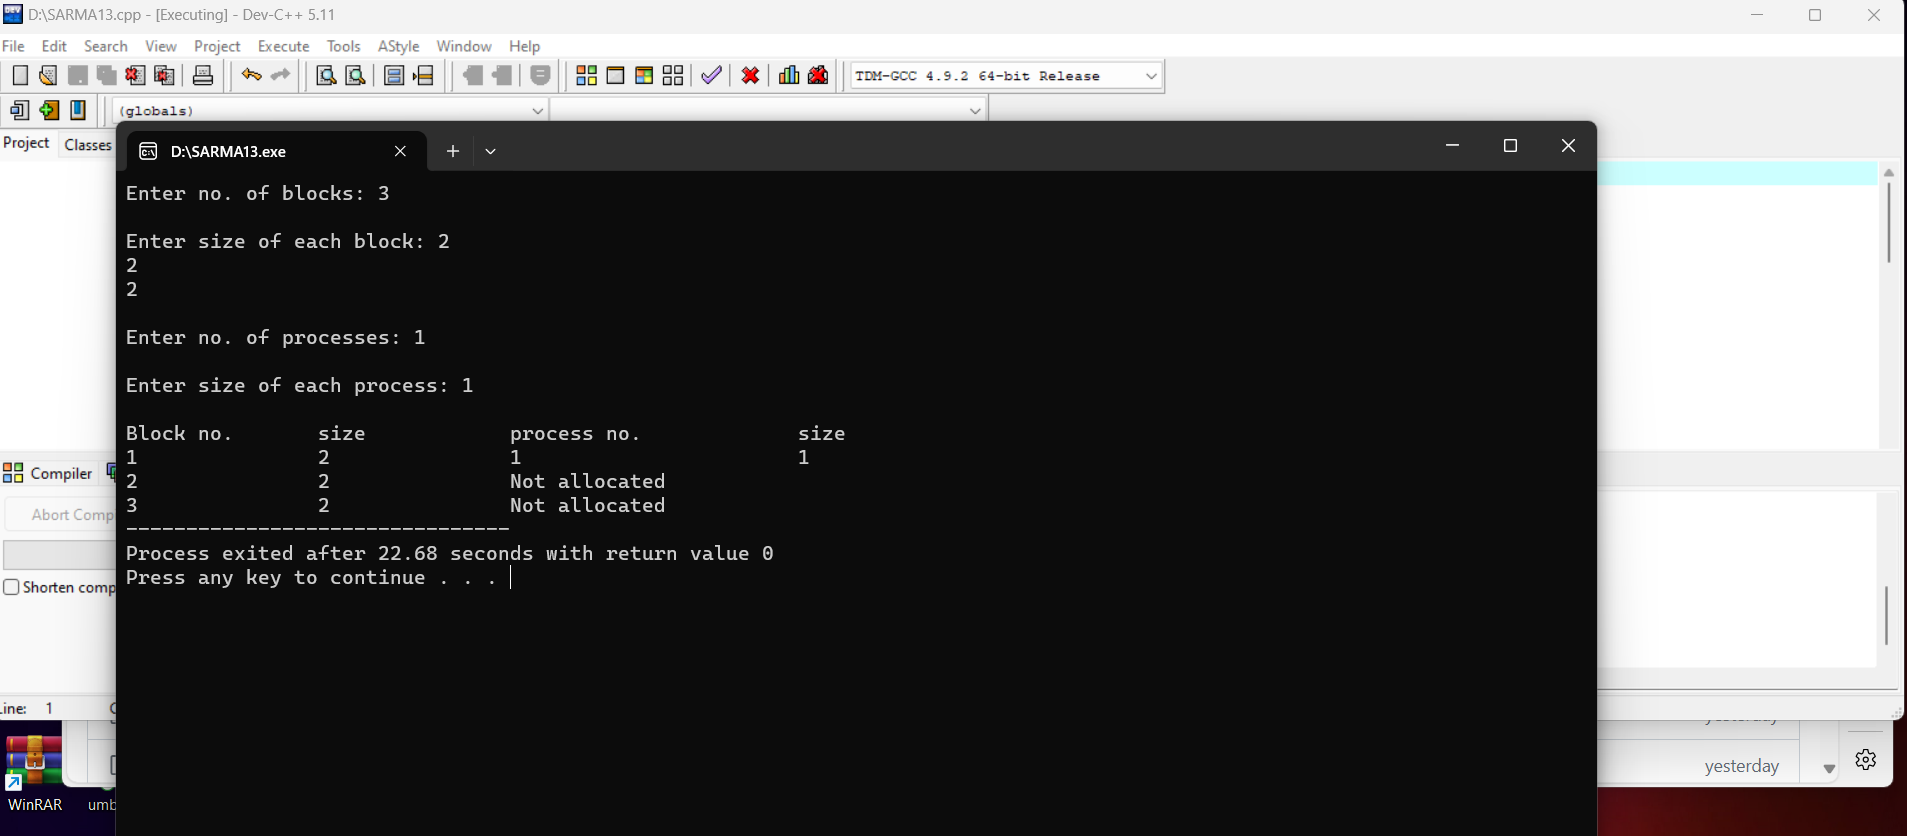 D:\SARMA13.cpp - [Executing] - Dev-C++ 5.11
File Edit Search View Project Execute Tools AStyle Window Help
TDM-GCC 4.9.2 64-bit Release
(globals)
Project Classes
D:\SARMA13.exe
Enter no. of blocks: 3
Enter size of each block: 2
2
2
Enter no. of processes: 1
Enter size of each process: 1
Block no. size process no. size
1 2 1 1
2 2 Not allocated
3 2 Not allocated
--------------------------------
Process exited after 22.68 seconds with return value 0
Press any key to continue . . .
Compiler
Abort Comp
Shorten comp
Line: 1
yesterday
yesterday
WinRAR
umb